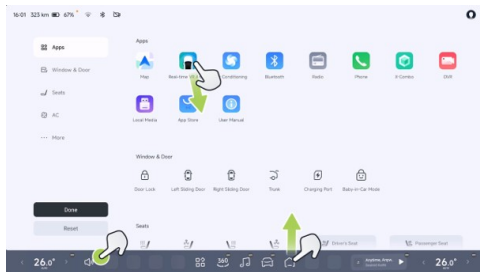 16:01 323 km 67%
Apps
Window & Door
Seats
AC
More
Done
Reset
Apps
Map
Conditioning
Bluetooth
Radio
Phone
X Combo
Local Media
App Store
User Manual
Window & Door
Door Lock
Left Sliding Door
Right Sliding Door
Trunk
Charging Port
Baby-in-Car Mode
Seats
Driver's Seat
Passenger Seat
26.0°
360
26.0°